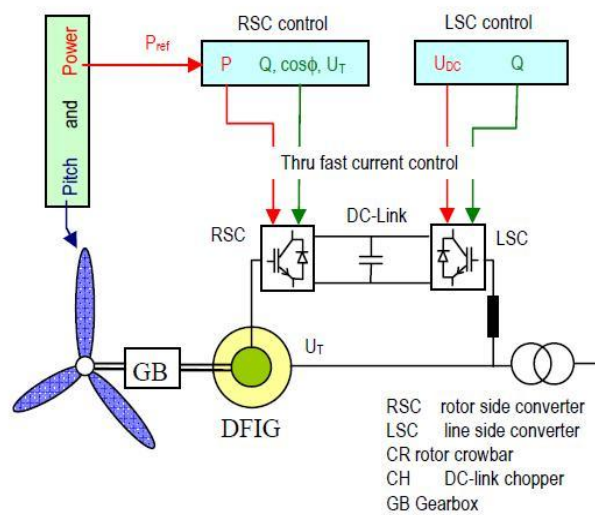 RSC control
LSC control
Pitch and Power
Pref
P Q, cosϕ, UT
UDC Q
Thru fast current control
RSC
DC-Link
LSC
GB
UT
DFIG
RSC rotor side converter
LSC line side converter
CR rotor crowbar
CH DC-link chopper
GB Gearbox